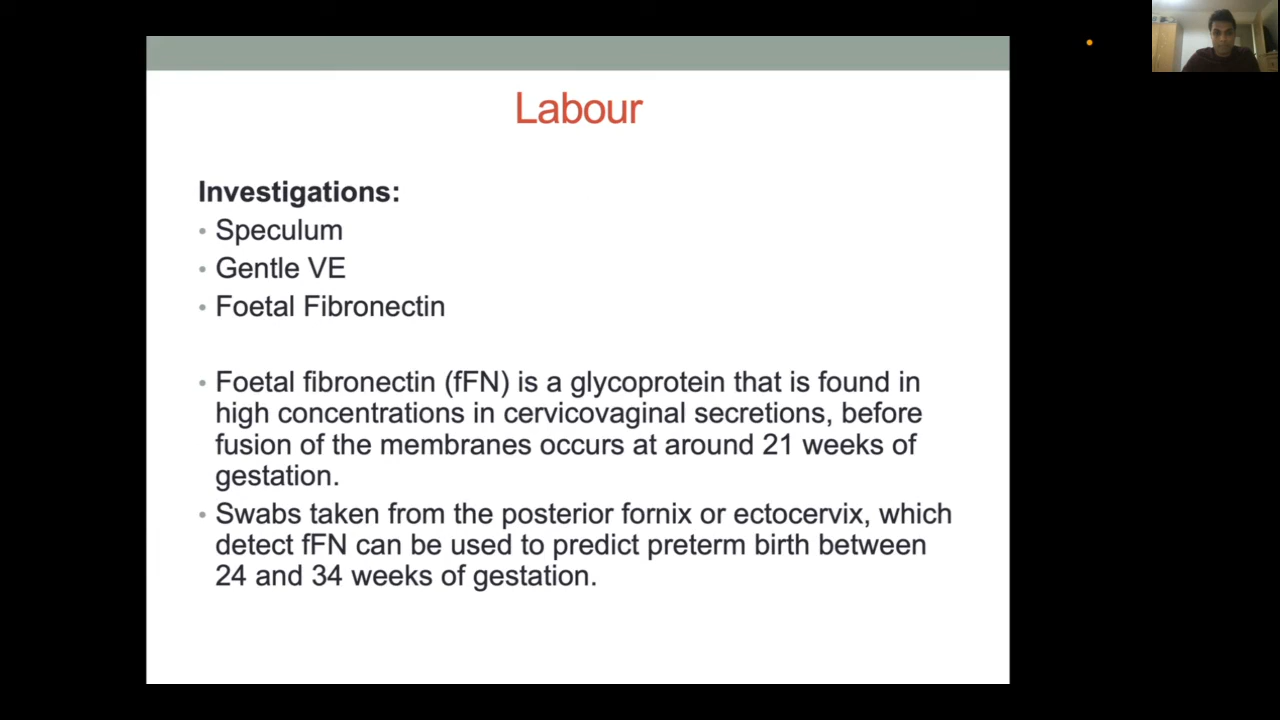 Labour
Investigations:
• Speculum
• Gentle VE
• Foetal Fibronectin
• Foetal fibronectin (fFN) is a glycoprotein that is found in
high concentrations in cervicovaginal secretions, before
fusion of the membranes occurs at around 21 weeks of
gestation.
• Swabs taken from the posterior fornix or ectocervix, which
detect fFN can be used to predict preterm birth between
24 and 34 weeks of gestation.